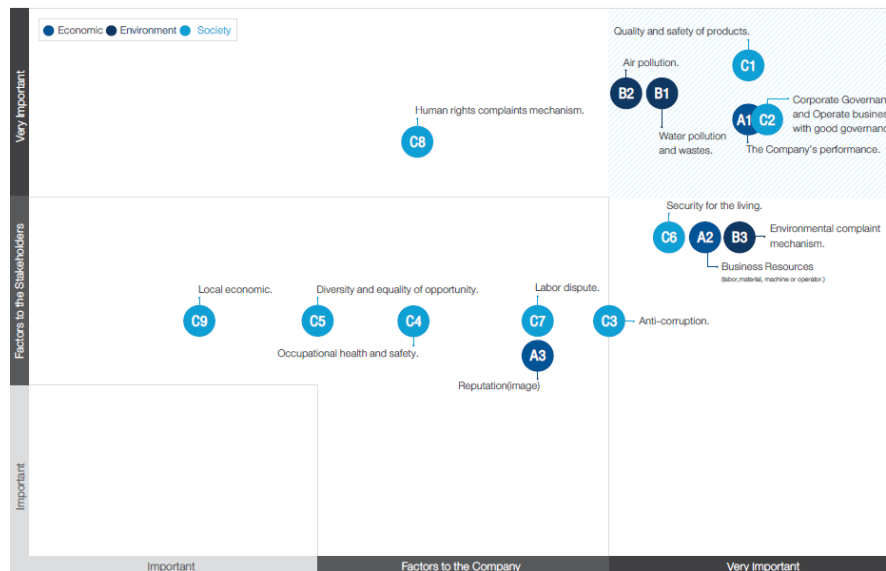 Economic Environment Society
Quality and safety of products.
C1
Air pollution.
B2 B1
Water pollution
and wastes.
A1 C2
Corporate
and Operate
with good
The Company's performance.
Human rights complaints mechanism.
C8
Security for the living.
C6 A2 B3
Environmental complaint
mechanism.
Business Resources
(labor,material, machine or operator.)
Local economic.
C9
Diversity and equality of opportunity.
C5 C4
Occupational health and safety.
Labor dispute.
C7
C3
Anti-corruption.
A3
Reputation(image)
Very Important
Factors to the Stakeholders
Important
Important
Factors to the Company
Very Important